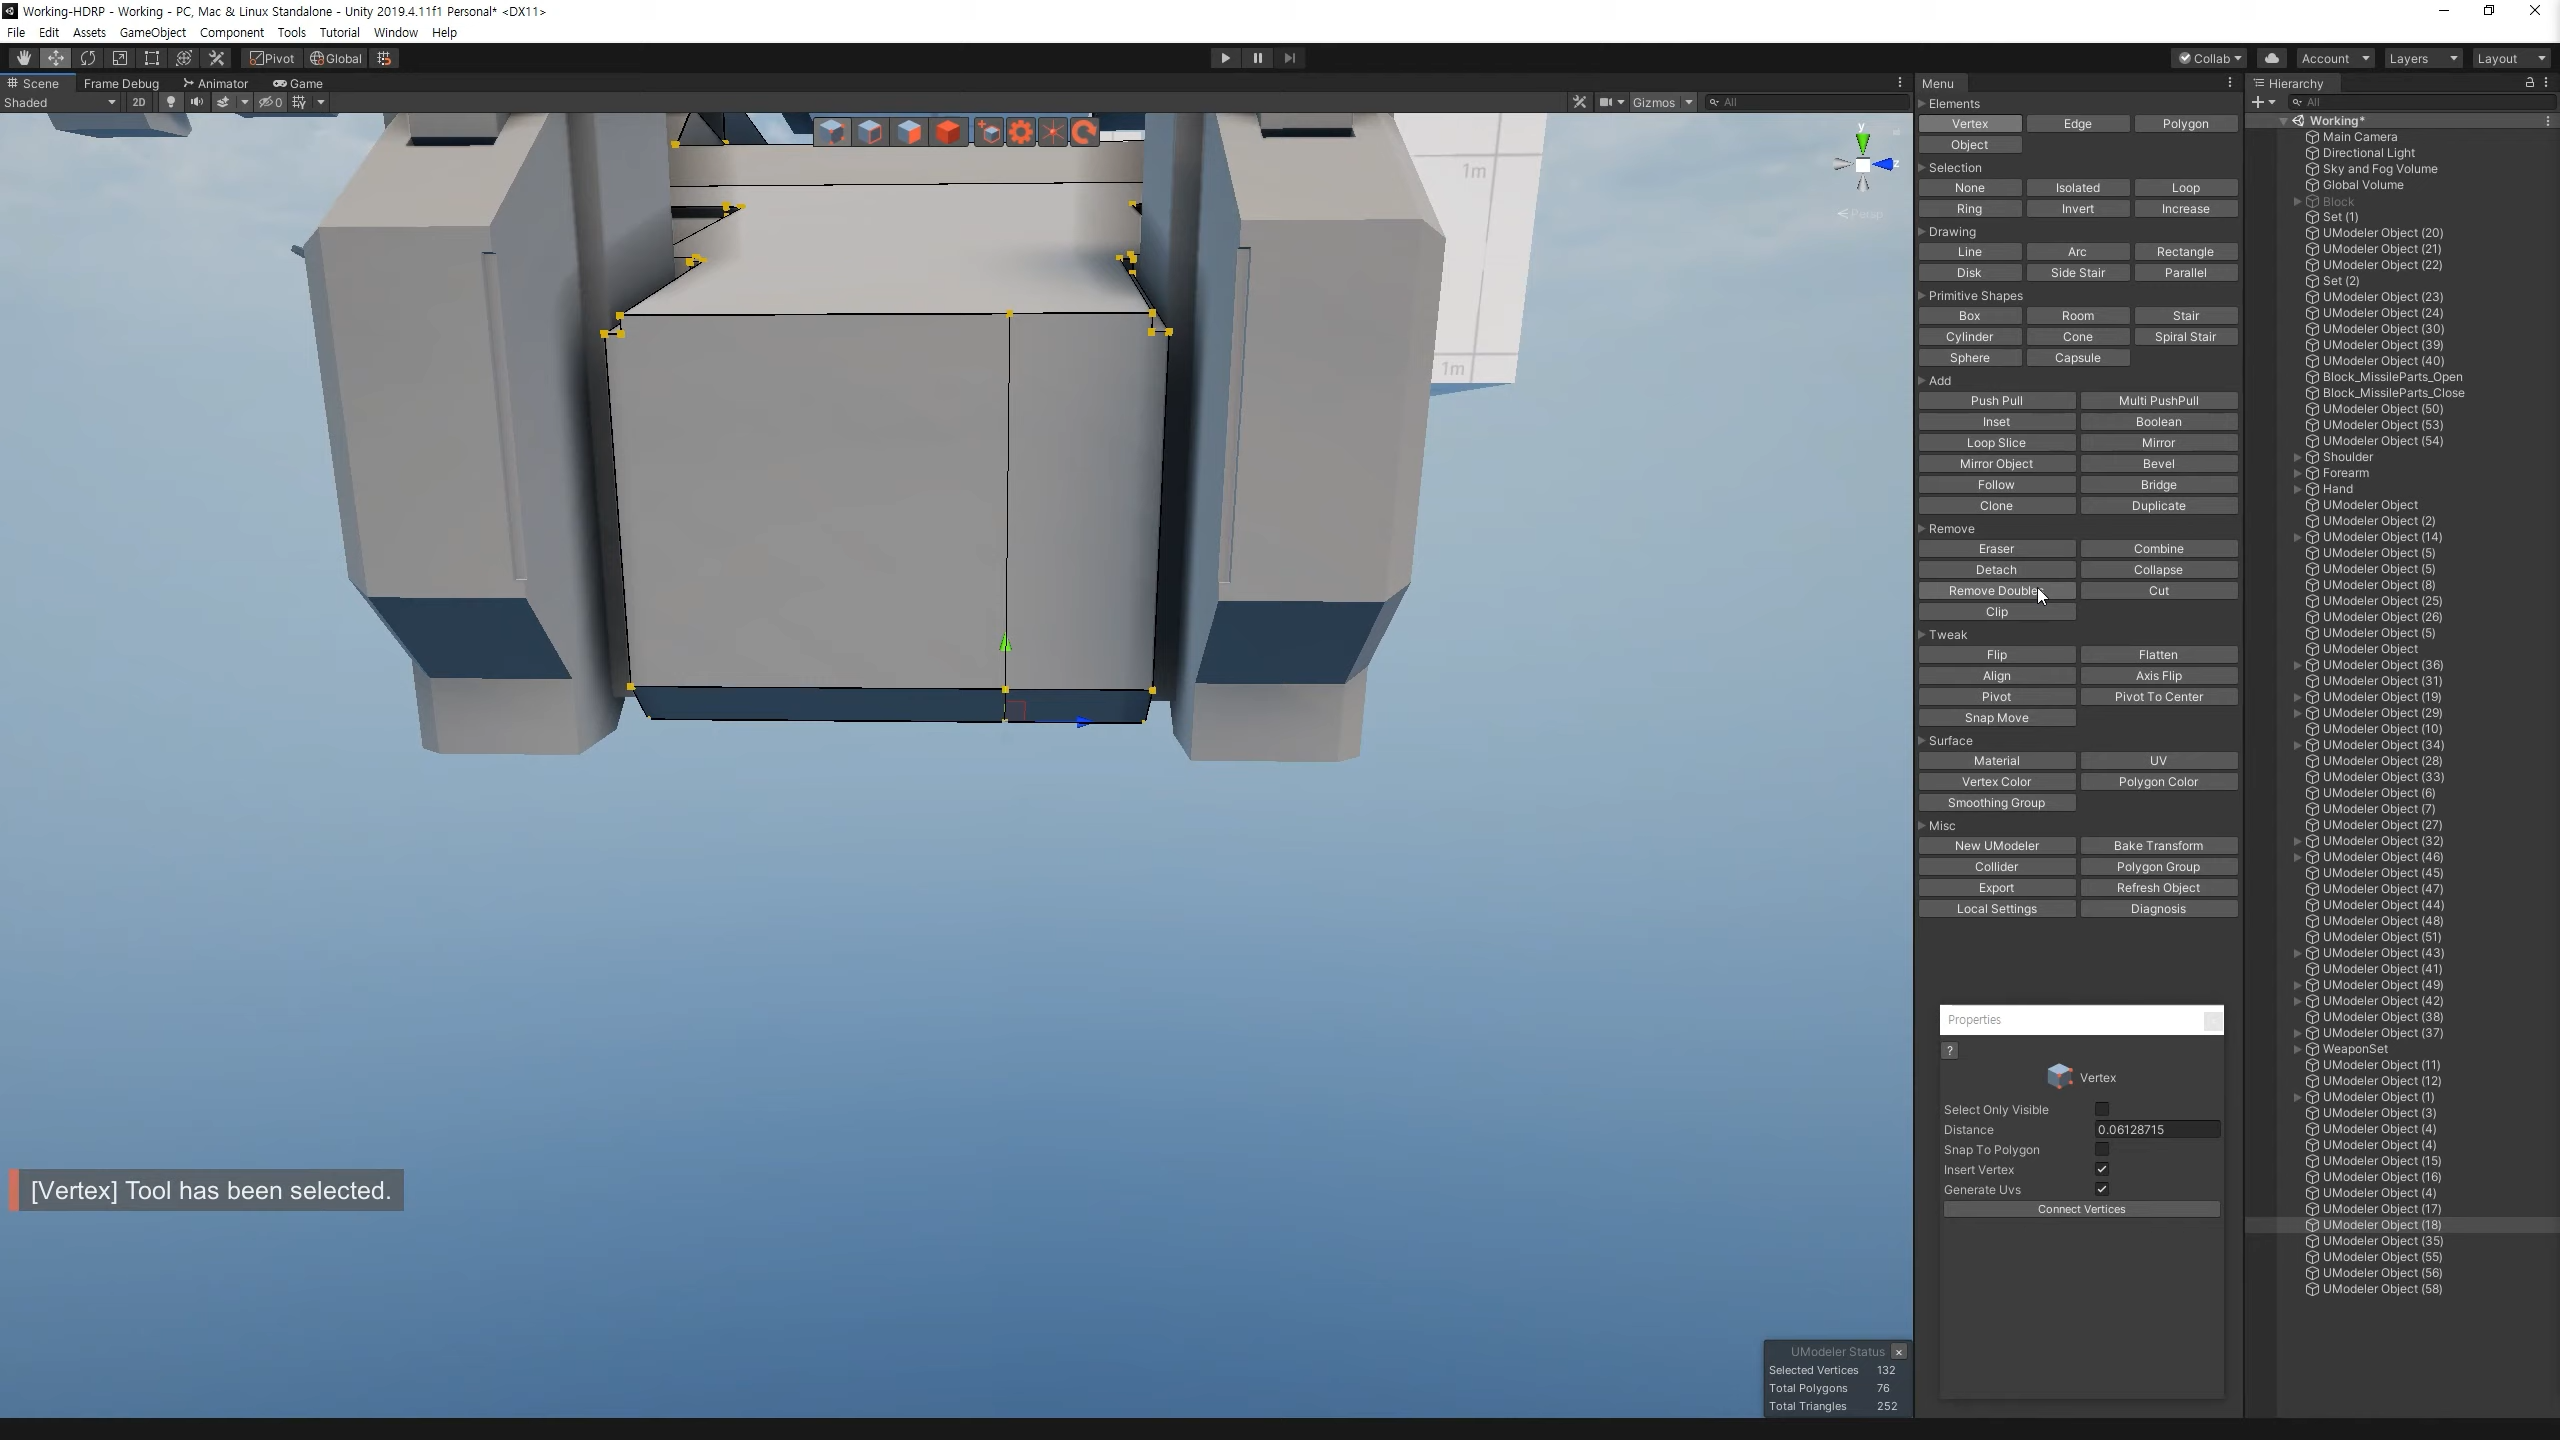 Working-HDRP - Working - PC, Mac & Linux Standalone - Unity 2019.4.11f1 Personal* <DX11>
File Edit Assets GameObject Component Tools Tutorial Window Help
Pivot Global Collab Account Layers Layout
Scene Frame Debug Animator Game
Shaded 2D 0 Gizmos All
1m
1m
y
z
Persp
Menu
Elements
Vertex Edge Polygon
Object
Selection
None Isolated Loop
Ring Invert Increase
Drawing
Line Arc Rectangle
Disk Side Stair Parallel
Primitive Shapes
Box Room Stair
Cylinder Cone Spiral Stair
Sphere Capsule
Add
Push Pull Multi PushPull
Inset Boolean
Loop Slice Mirror
Mirror Object Bevel
Follow Bridge
Clone Duplicate
Remove
Eraser Combine
Detach Collapse
Remove Double Cut
Clip
Tweak
Flip Flatten
Align Axis Flip
Pivot Pivot To Center
Snap Move
Surface
Material UV
Vertex Color Polygon Color
Smoothing Group
Misc
New UModeler Bake Transform
Collider Polygon Group
Export Refresh Object
Local Settings Diagnosis
Properties
?
Vertex
Select Only Visible
Distance 0.06128715
Snap To Polygon
Insert Vertex
Generate Uvs
Connect Vertices
Hierarchy
All
Working*
Main Camera
Directional Light
Sky and Fog Volume
Global Volume
Block
Set (1)
UModeler Object (20)
UModeler Object (21)
UModeler Object (22)
Set (2)
UModeler Object (23)
UModeler Object (24)
UModeler Object (30)
UModeler Object (39)
UModeler Object (40)
Block_MissileParts_Open
Block_MissileParts_Close
UModeler Object (50)
UModeler Object (53)
UModeler Object (54)
Shoulder
Forearm
Hand
UModeler Object
UModeler Object (2)
UModeler Object (14)
UModeler Object (5)
UModeler Object (5)
UModeler Object (8)
UModeler Object (25)
UModeler Object (26)
UModeler Object (5)
UModeler Object
UModeler Object (36)
UModeler Object (31)
UModeler Object (19)
UModeler Object (29)
UModeler Object (10)
UModeler Object (34)
UModeler Object (28)
UModeler Object (33)
UModeler Object (6)
UModeler Object (7)
UModeler Object (27)
UModeler Object (32)
UModeler Object (46)
UModeler Object (45)
UModeler Object (47)
UModeler Object (44)
UModeler Object (48)
UModeler Object (51)
UModeler Object (43)
UModeler Object (41)
UModeler Object (49)
UModeler Object (42)
UModeler Object (38)
UModeler Object (37)
WeaponSet
UModeler Object (11)
UModeler Object (12)
UModeler Object (1)
UModeler Object (3)
UModeler Object (4)
UModeler Object (4)
UModeler Object (15)
UModeler Object (16)
UModeler Object (4)
UModeler Object (17)
UModeler Object (18)
UModeler Object (35)
UModeler Object (55)
UModeler Object (56)
UModeler Object (58)
[Vertex] Tool has been selected.
UModeler Status
Selected Vertices 132
Total Polygons 76
Total Triangles 252